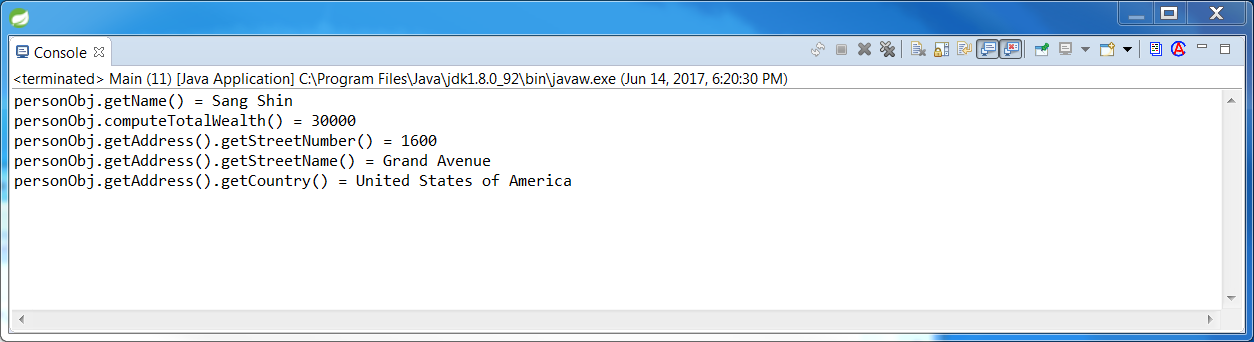 Console
<terminated> Main (11) [Java Application] C:\Program Files\Java\jdk1.8.0_92\bin\javaw.exe (Jun 14, 2017, 6:20:30 PM)
personObj.getName() = Sang Shin
personObj.computeTotalWealth() = 30000
personObj.getAddress().getStreetNumber() = 1600
personObj.getAddress().getStreetName() = Grand Avenue
personObj.getAddress().getCountry() = United States of America